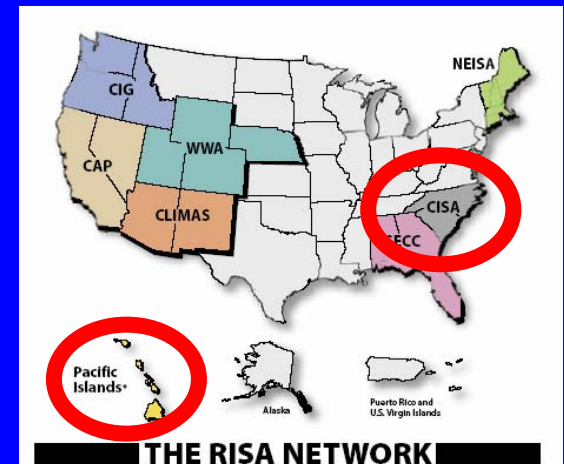 NEISA
CIG
WWA
CAP
CISA
CLIMAS
SECC
Pacific
Islands*
Alaska
Puerto Rico and
U.S. Virgin Islands
THE RISA NETWORK